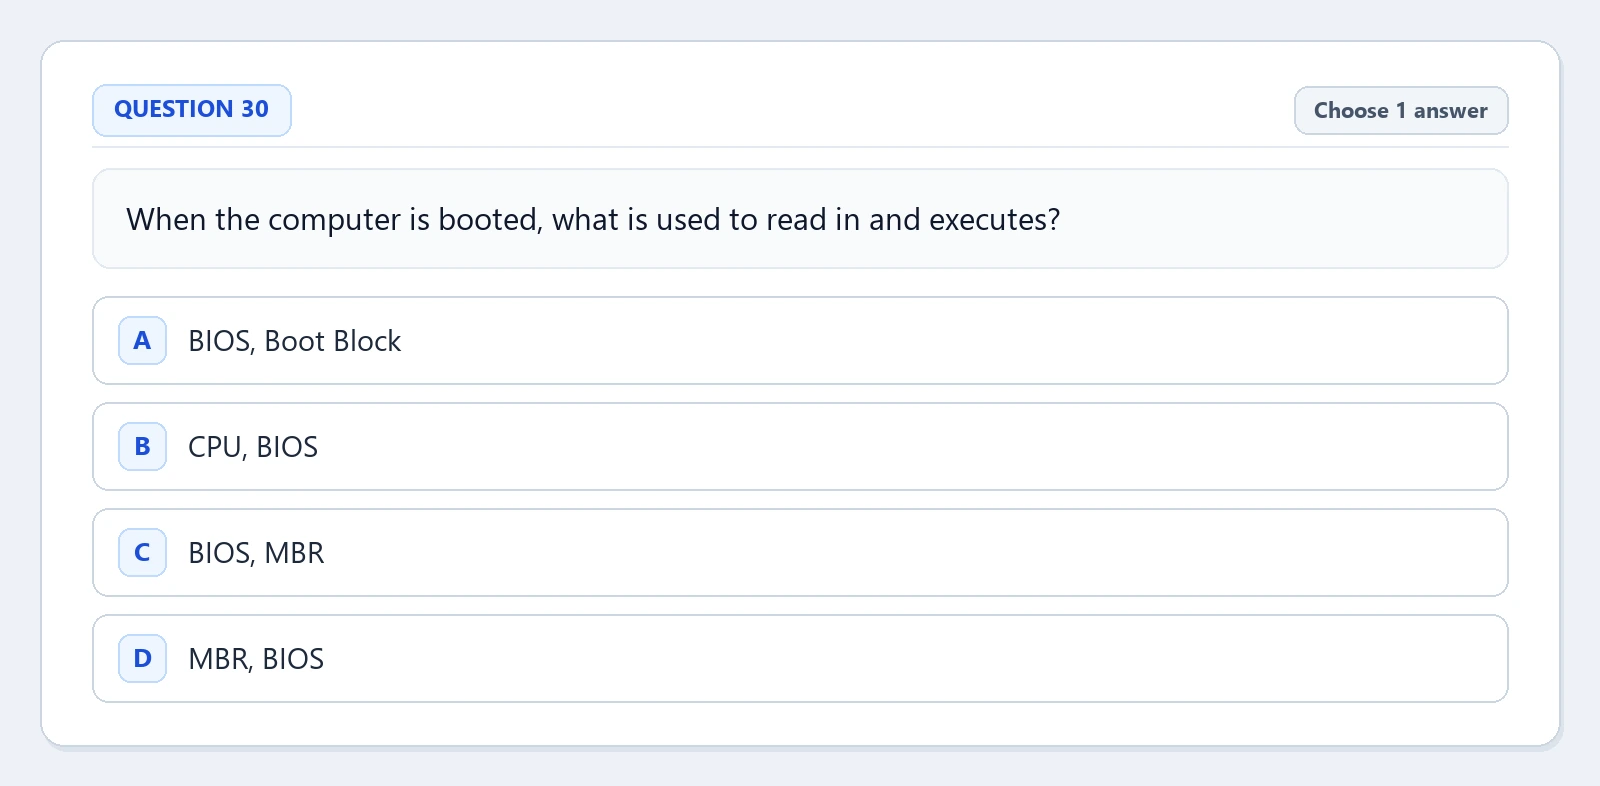 QUESTION 30
Choose 1 answer
When the computer is booted, what is used to read in and executes?
A BIOS, Boot Block
B CPU, BIOS
C BIOS, MBR
D MBR, BIOS